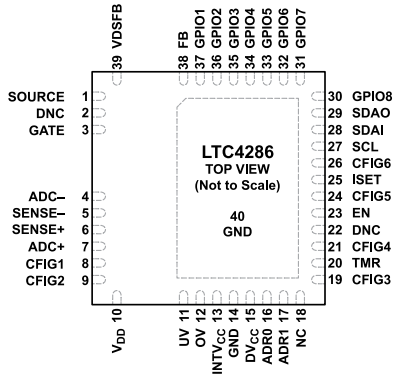 39 VDSFB
38 FB
37 GPIO1
36 GPIO2
35 GPIO3
34 GPIO4
33 GPIO5
32 GPIO6
31 GPIO7
SOURCE 1
DNC 2
GATE 3
ADC– 4
SENSE– 5
SENSE+ 6
ADC+ 7
CFIG1 8
CFIG2 9
LTC4286
TOP VIEW
(Not to Scale)
40
GND
30 GPIO8
29 SDAO
28 SDAI
27 SCL
26 CFIG6
25 ISET
24 CFIG5
23 EN
22 DNC
21 CFIG4
20 TMR
19 CFIG3
VDD 10
UV 11
OV 12
INTVCC 13
GND 14
DVCC 15
ADR0 16
ADR1 17
NC 18